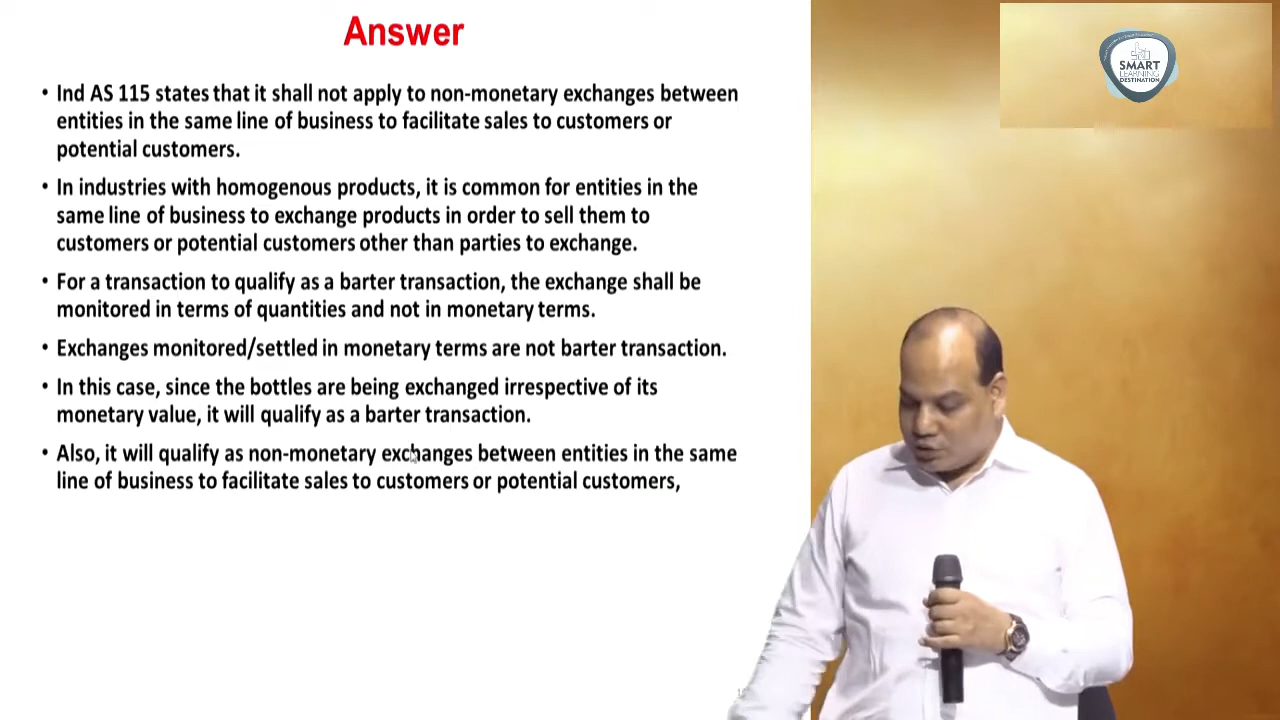 Answer
• Ind AS 115 states that it shall not apply to non-monetary exchanges between
entities in the same line of business to facilitate sales to customers or
potential customers.
• In industries with homogenous products, it is common for entities in the
same line of business to exchange products in order to sell them to
customers or potential customers other than parties to exchange.
• For a transaction to qualify as a barter transaction, the exchange shall be
monitored in terms of quantities and not in monetary terms.
• Exchanges monitored/settled in monetary terms are not barter transaction.
• In this case, since the bottles are being exchanged irrespective of its
monetary value, it will qualify as a barter transaction.
• Also, it will qualify as non-monetary exchanges between entities in the same
line of business to facilitate sales to customers or potential customers,
SMART
LEARNING
DESTINATION